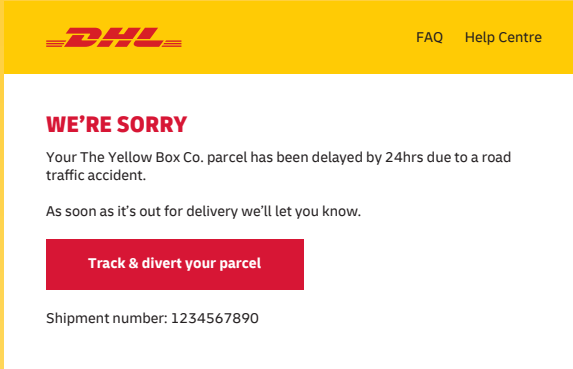 DHL
FAQ Help Centre
WE'RE SORRY
Your The Yellow Box Co. parcel has been delayed by 24hrs due to a road
traffic accident.
As soon as it's out for delivery we'll let you know.
Track & divert your parcel
Shipment number: 1234567890